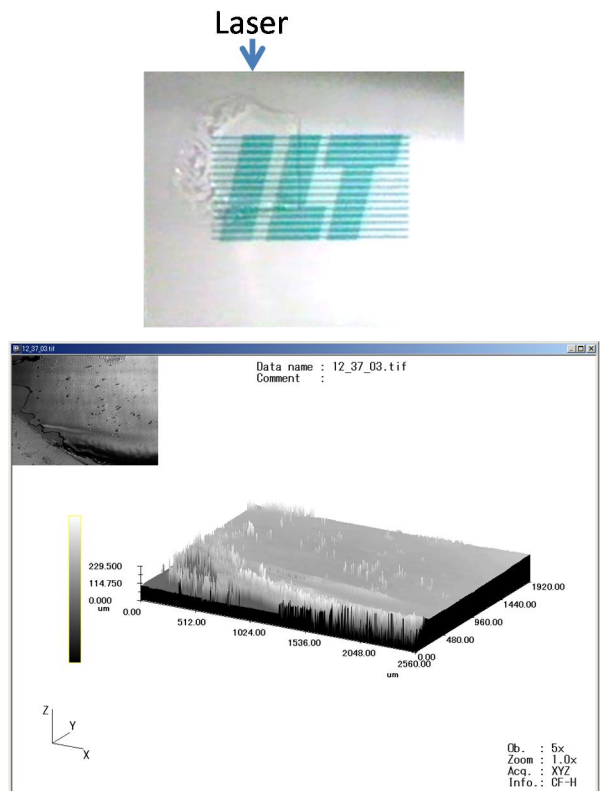 Laser
ILT
12_37_03.tif
Data name : 12_37_03.tif
Comment :
229.500
114.750
0.000
um
0.00
512.00
1024.00
1536.00
2048.00
2560.00
um
0.00
480.00
960.00
1440.00
1920.00
Z
Y
X
Ob. : 5x
Zoom : 1.0x
Acq. : XYZ
Info.: CF-H